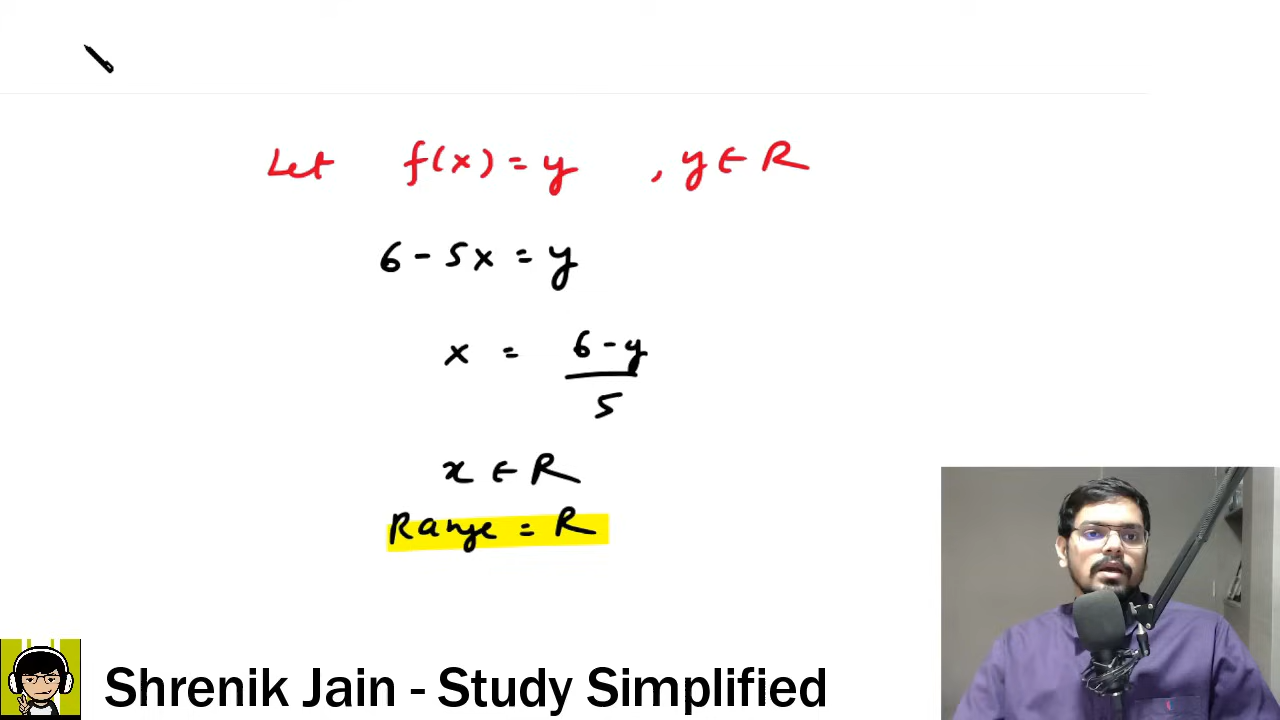 Let f(x) = y , y ∈ R
6 - 5x = y
x = 6 - y / 5
x ∈ R
Range = R
Shrenik Jain - Study Simplified